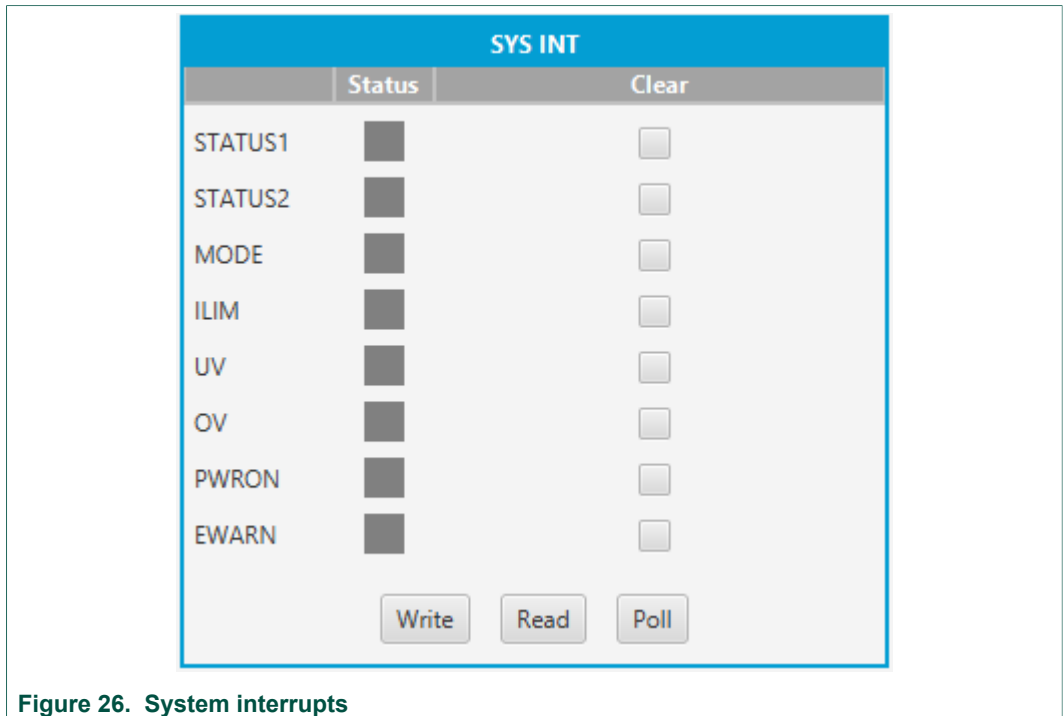 SYS INT
Status Clear
STATUS1
STATUS2
MODE
ILIM
UV
OV
PWRON
EWARN
Write Read Poll
Figure 26. System interrupts